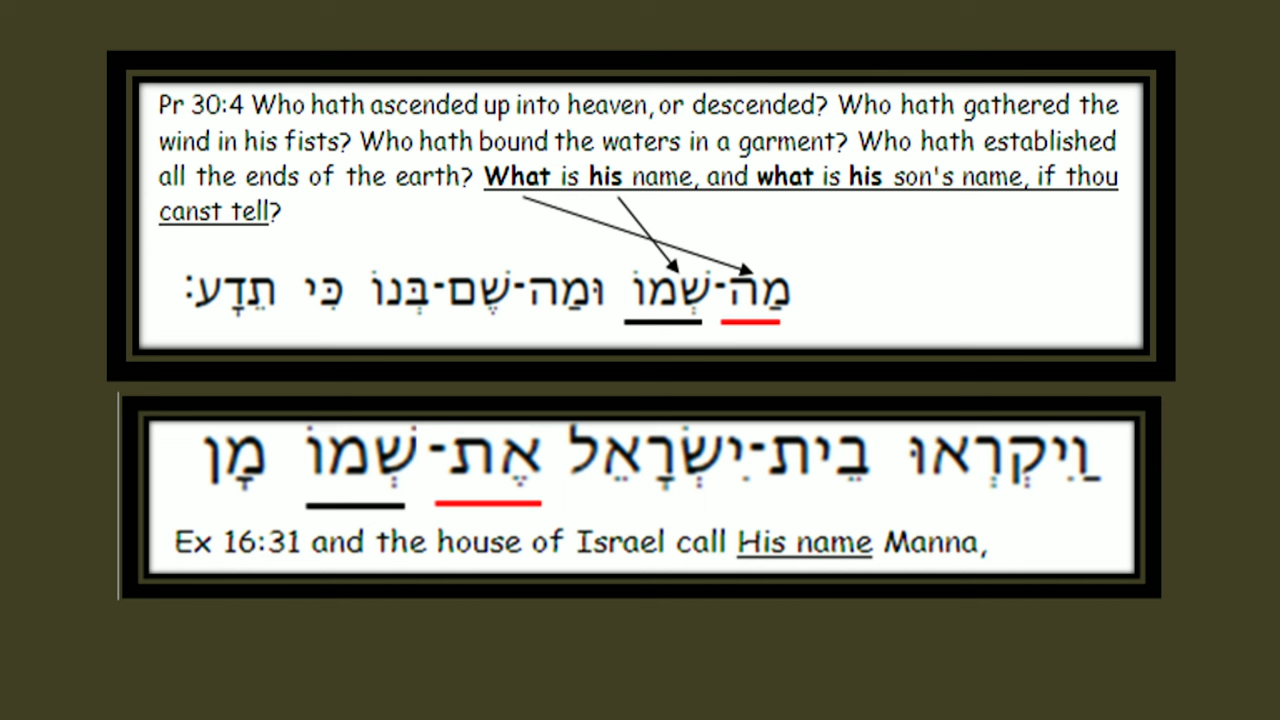 Pr 30:4 Who hath ascended up into heaven, or descended? Who hath gathered the
wind in his fists? Who hath bound the waters in a garment? Who hath established
all the ends of the earth? What is his name, and what is his son's name, if thou
canst tell?
מַה-שְּׁמוֹ וּמַה-שֶּׁם-בְּנוֹ כִּי תֵדָע׃
וַיִּקְרְאוּ בֵית-יִשְׂרָאֵל אֶת-שְׁמוֹ מָן
Ex 16:31 and the house of Israel call His name Manna,